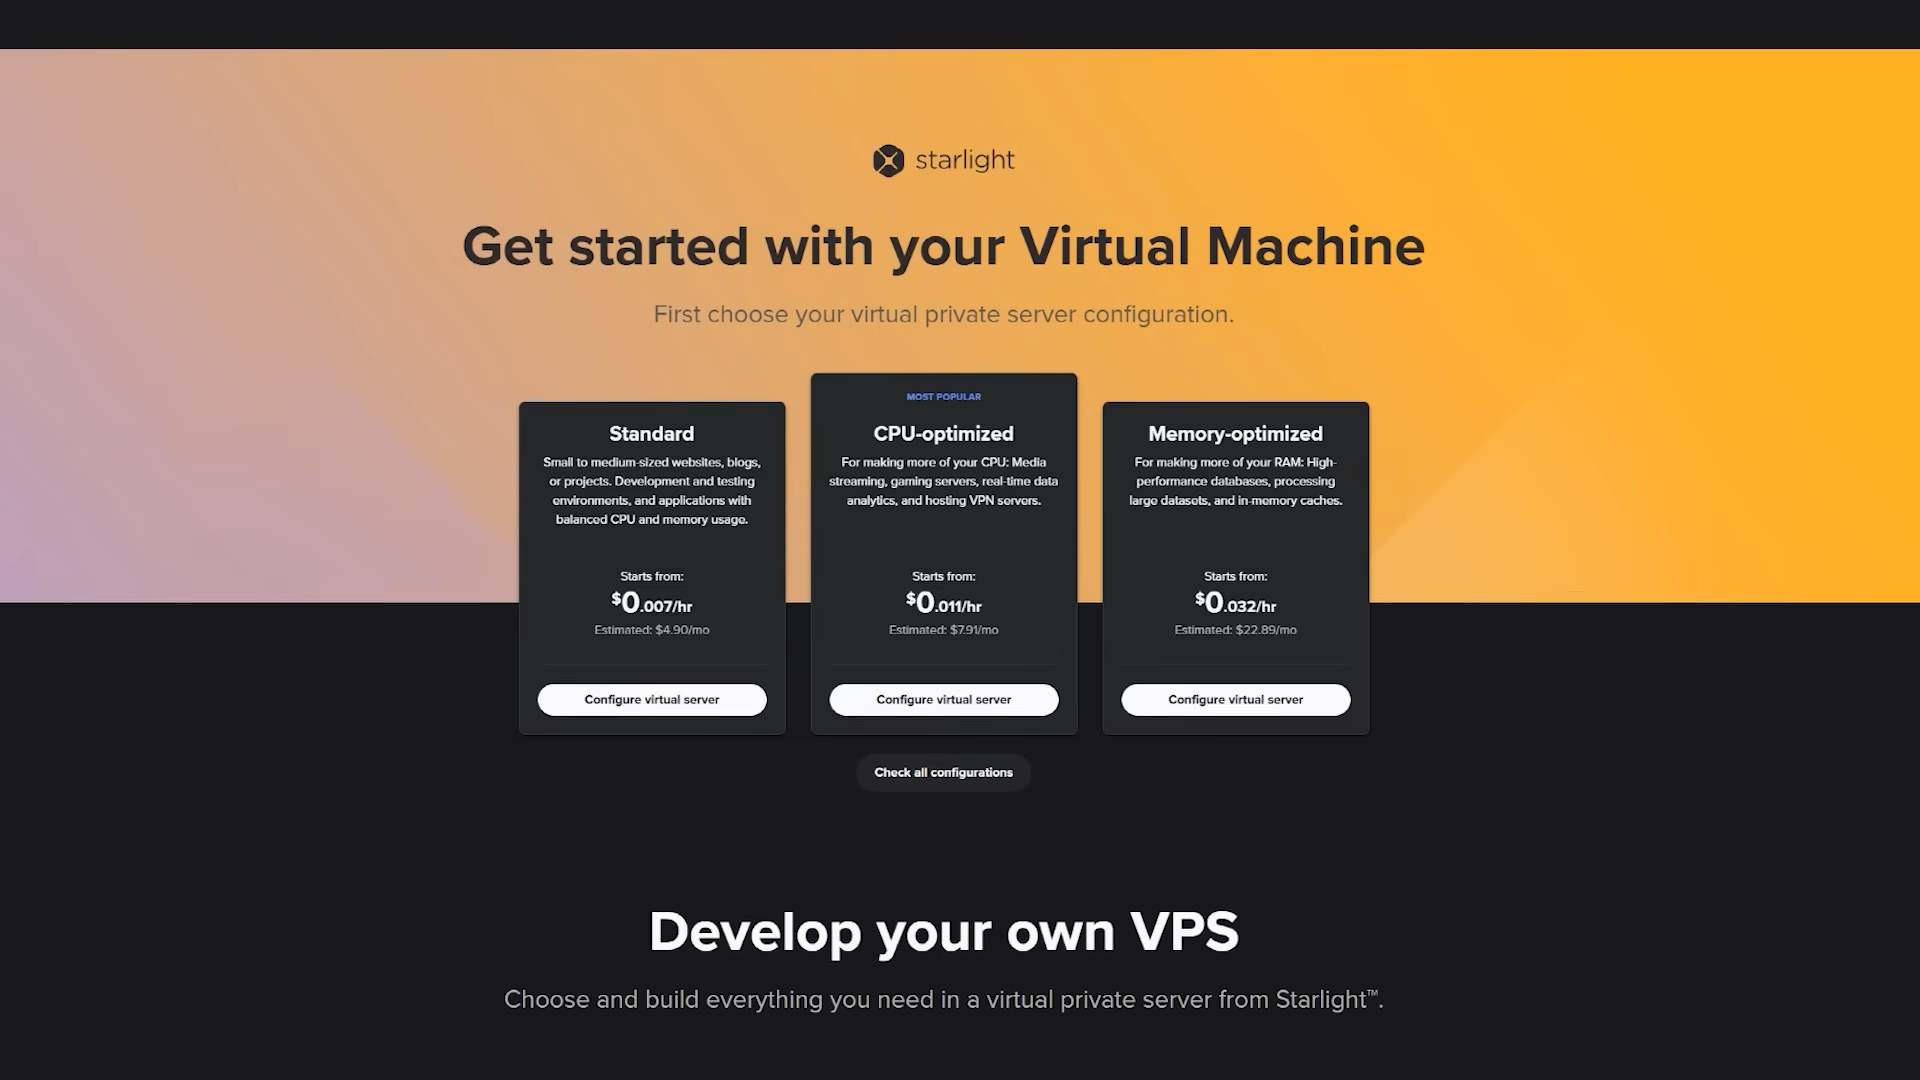 starlight
Get started with your Virtual Machine
First choose your virtual private server configuration.
Standard
Small to medium-sized websites, blogs,
or projects. Development and testing
environments, and applications with
balanced CPU and memory usage.
Starts from:
$0.007/hr
Estimated: $4.90/mo
Configure virtual server
MOST POPULAR
CPU-optimized
For making more of your CPU: Media
streaming, gaming servers, real-time data
analytics, and hosting VPN servers.
Starts from:
$0.011/hr
Estimated: $7.91/mo
Configure virtual server
Memory-optimized
For making more of your RAM: High-
performance databases, processing
large datasets, and in-memory caches.
Starts from:
$0.032/hr
Estimated: $22.89/mo
Configure virtual server
Check all configurations
Develop your own VPS
Choose and build everything you need in a virtual private server from Starlight™.